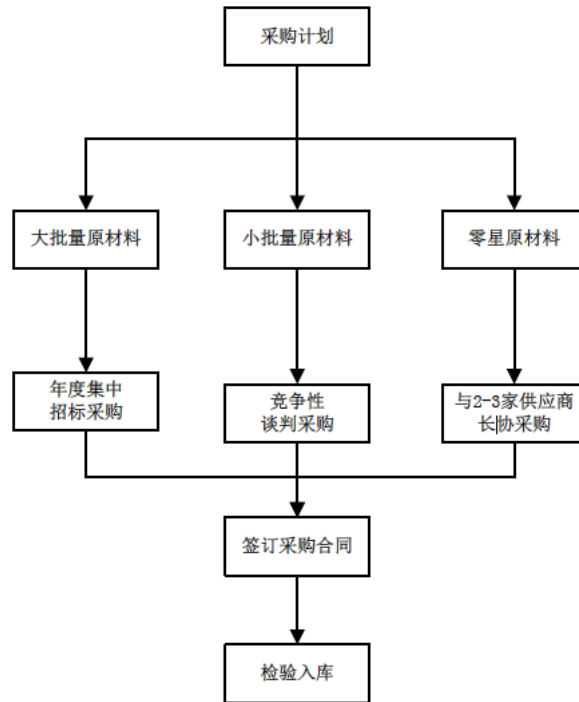 采购计划
大批量原材料
小批量原材料
零星原材料
年度集中
招标采购
竞争性
谈判采购
与2-3家供应商
长协采购
签订采购合同
检验入库